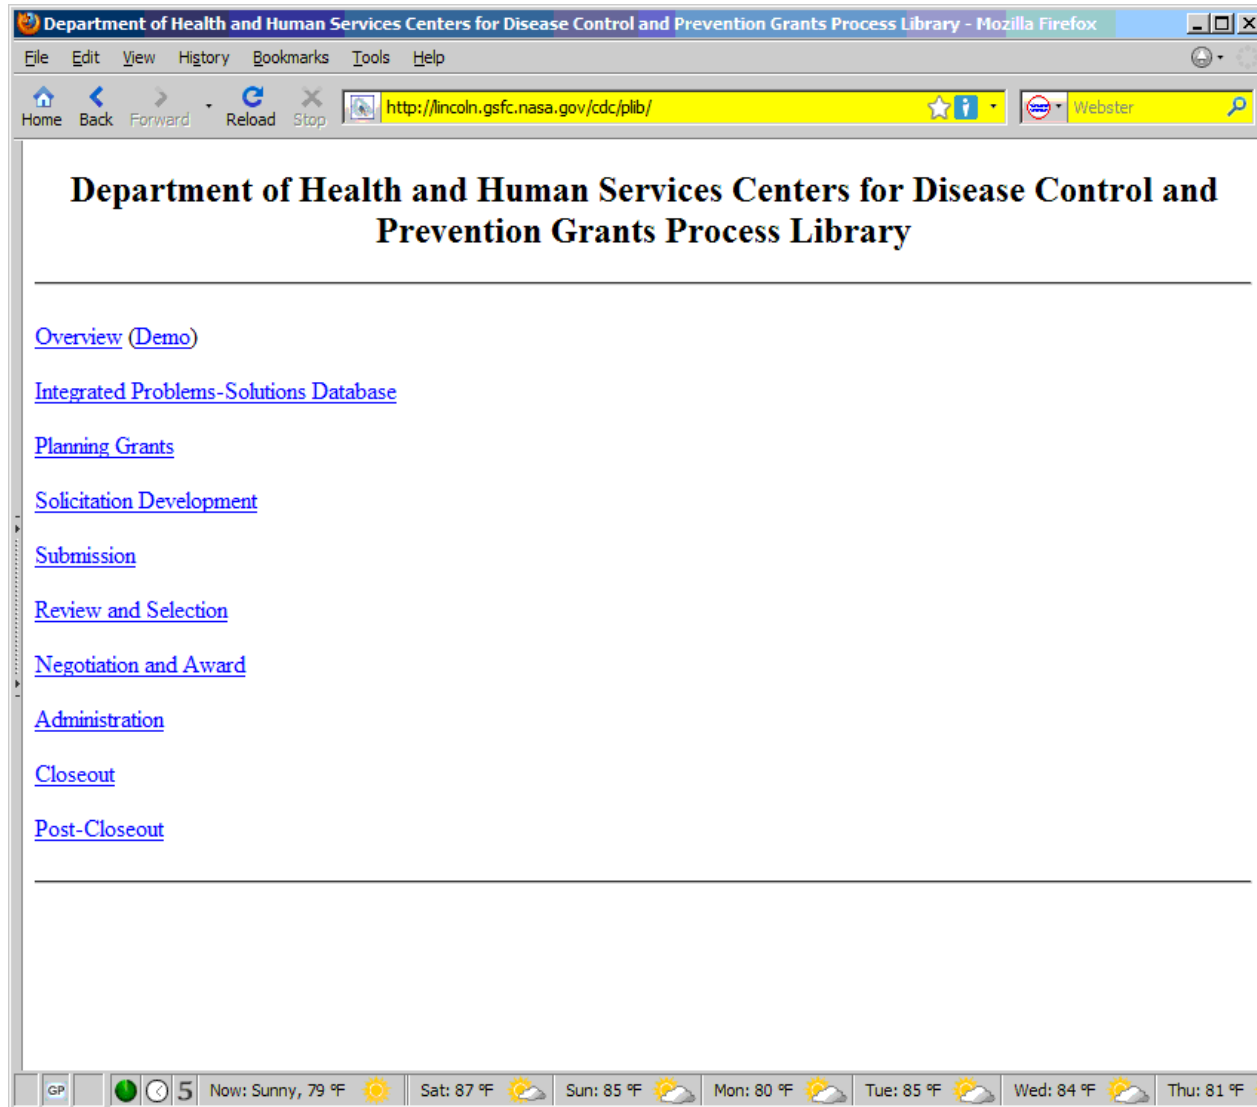 Department of Health and Human Services Centers for Disease Control and Prevention Grants Process Library - Mozilla Firefox
File Edit View History Bookmarks Tools Help
Home Back Forward Reload Stop http://lincoln.gsfc.nasa.gov/cdc/plib/ Webster
Department of Health and Human Services Centers for Disease Control and
Prevention Grants Process Library
Overview (Demo)
Integrated Problems-Solutions Database
Planning Grants
Solicitation Development
Submission
Review and Selection
Negotiation and Award
Administration
Closeout
Post-Closeout
GP 5 Now: Sunny, 79 °F Sat: 87 °F Sun: 85 °F Mon: 80 °F Tue: 85 °F Wed: 84 °F Thu: 81 °F